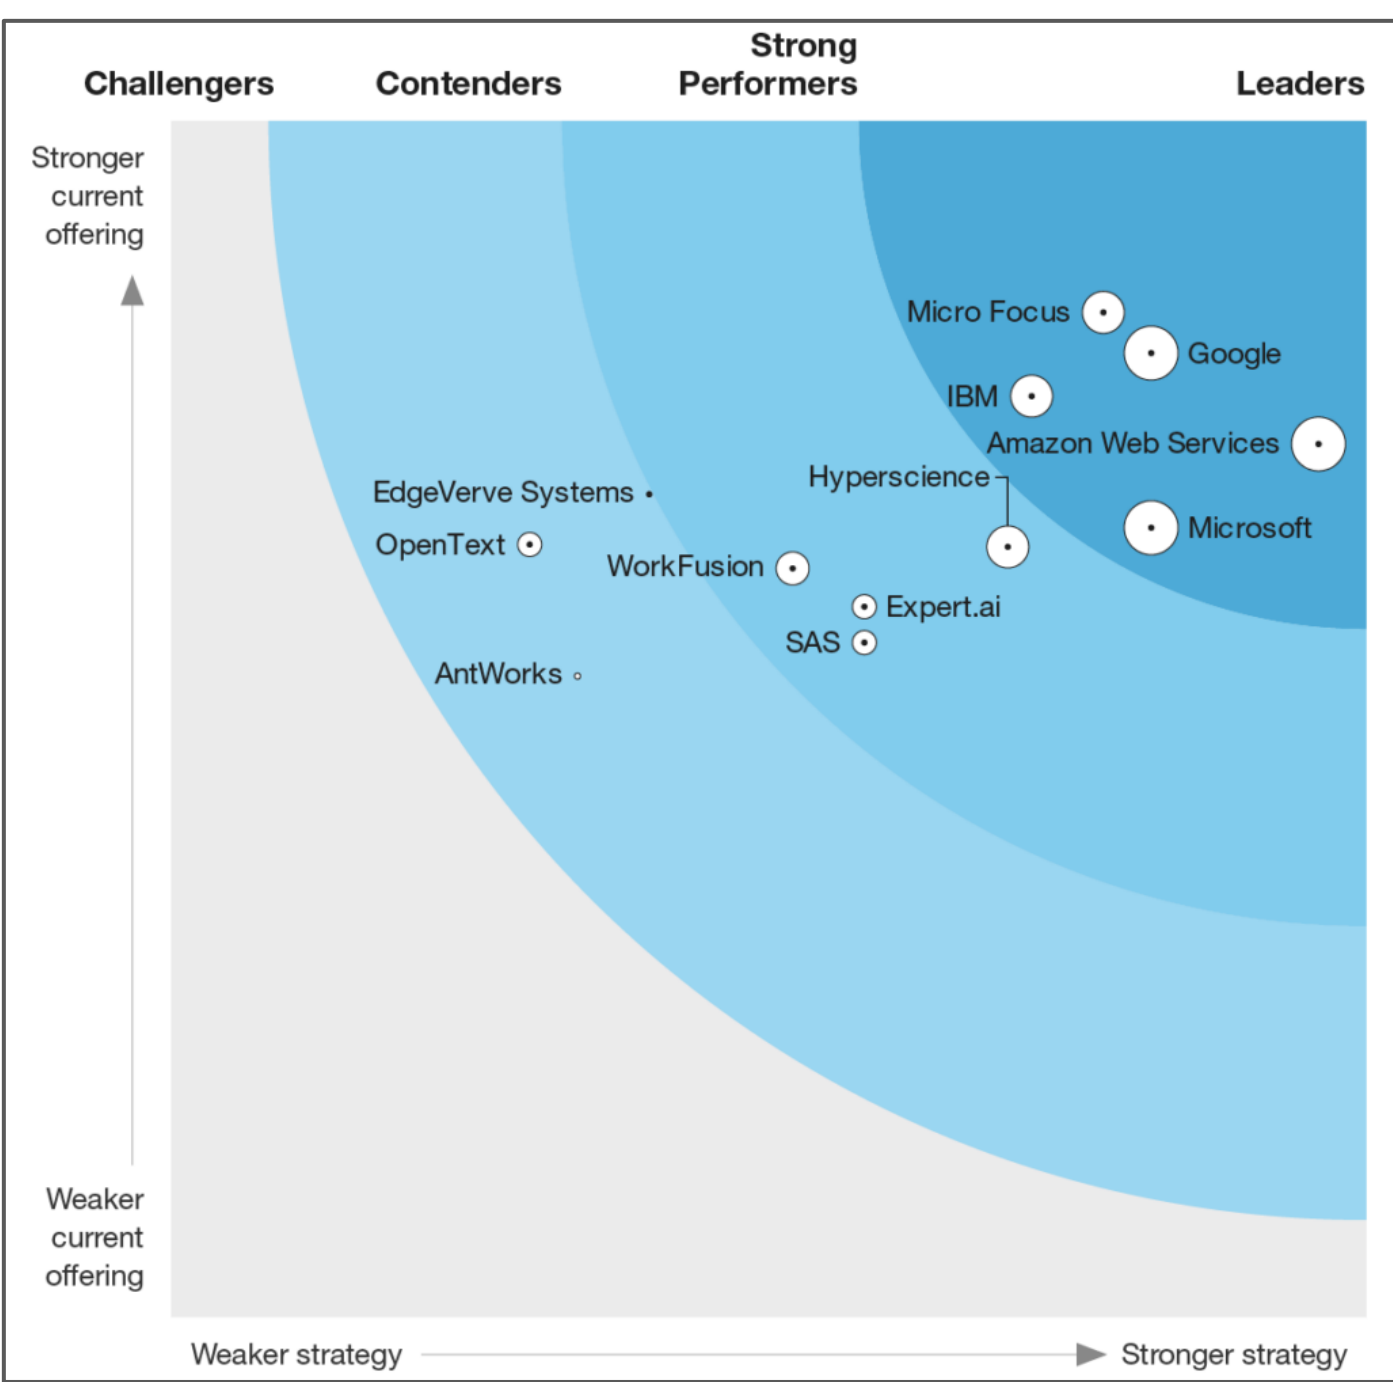 Challengers
Contenders
Strong
Performers
Leaders
Stronger
current
offering
Micro Focus
Google
IBM
Amazon Web Services
Hyperscience
EdgeVerve Systems
Microsoft
OpenText
WorkFusion
Expert.ai
SAS
AntWorks
Weaker
current
offering
Weaker strategy
Stronger strategy